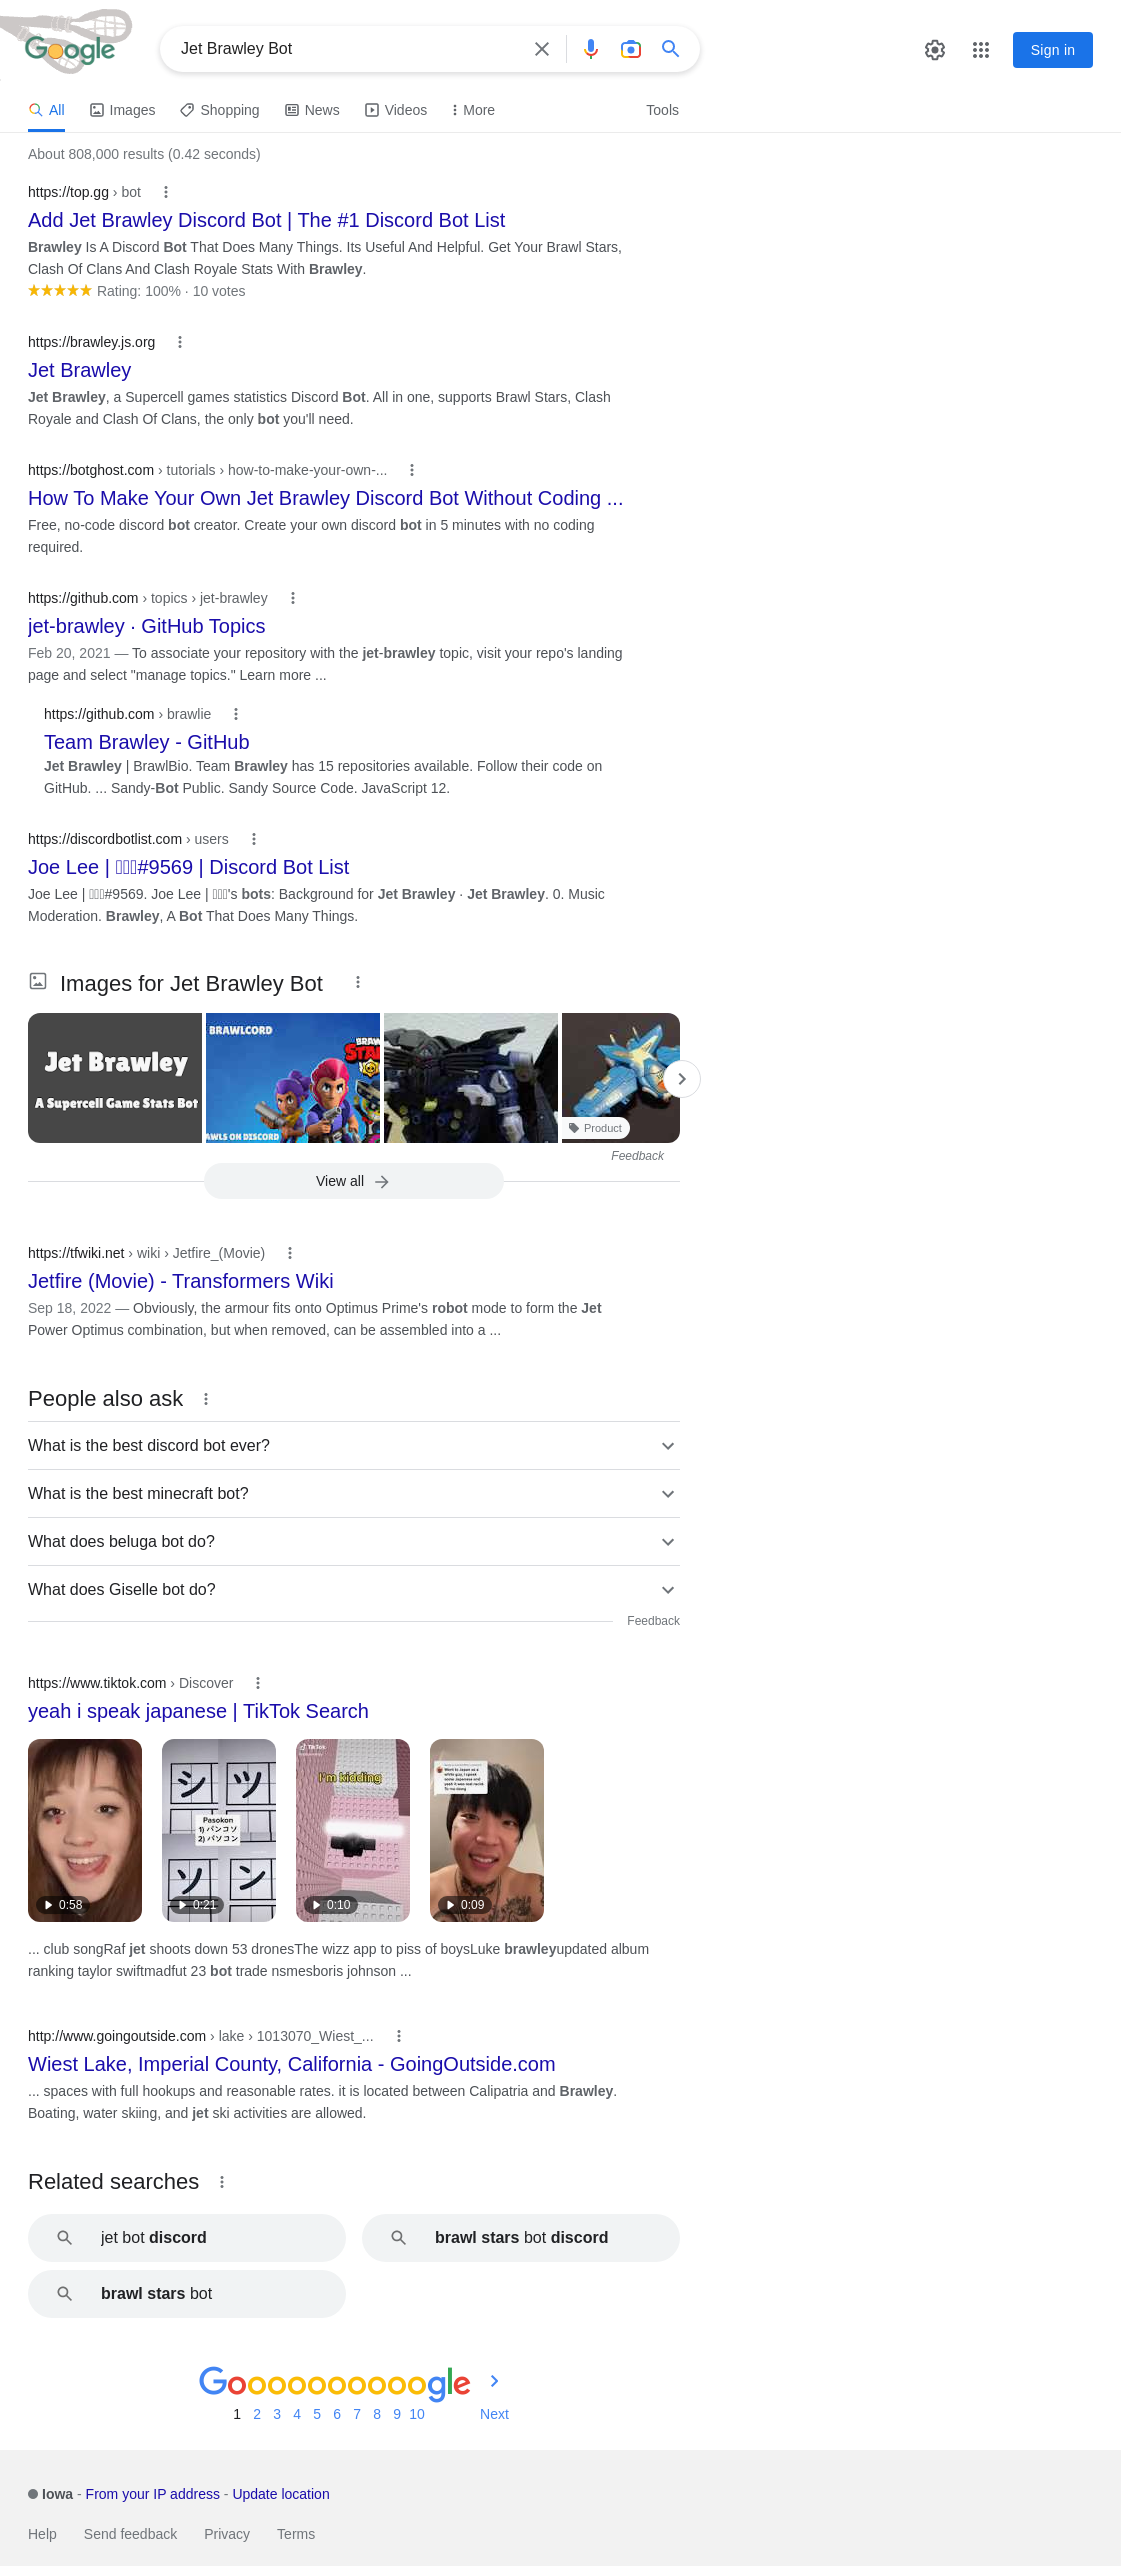 Google
Jet Brawley Bot
Sign in
All
Images
Shopping
News
Videos
More
Tools
About 808,000 results (0.42 seconds)
https://top.gg › bot
Add Jet Brawley Discord Bot | The #1 Discord Bot List
Brawley Is A Discord Bot That Does Many Things. Its Useful And Helpful. Get Your Brawl Stars,
Clash Of Clans And Clash Royale Stats With Brawley.
Rating: 100% · 10 votes
https://brawley.js.org
Jet Brawley
Jet Brawley, a Supercell games statistics Discord Bot. All in one, supports Brawl Stars, Clash
Royale and Clash Of Clans, the only bot you'll need.
https://botghost.com › tutorials › how-to-make-your-own-...
How To Make Your Own Jet Brawley Discord Bot Without Coding ...
Free, no-code discord bot creator. Create your own discord bot in 5 minutes with no coding
required.
https://github.com › topics › jet-brawley
jet-brawley · GitHub Topics
Feb 20, 2021 — To associate your repository with the jet-brawley topic, visit your repo's landing
page and select "manage topics." Learn more ...
https://github.com › brawlie
Team Brawley - GitHub
Jet Brawley | BrawlBio. Team Brawley has 15 repositories available. Follow their code on
GitHub. ... Sandy-Bot Public. Sandy Source Code. JavaScript 12.
https://discordbotlist.com › users
Joe Lee | #9569 | Discord Bot List
Joe Lee | #9569. Joe Lee | 's bots: Background for Jet Brawley · Jet Brawley. 0. Music
Moderation. Brawley, A Bot That Does Many Things.
Images for Jet Brawley Bot
Jet Brawley
A Supercell Game Stats Bot
BRAWLCORD
BRAW
STA
AWLS ON DISCORD
Product
Feedback
View all
https://tfwiki.net › wiki › Jetfire_(Movie)
Jetfire (Movie) - Transformers Wiki
Sep 18, 2022 — Obviously, the armour fits onto Optimus Prime's robot mode to form the Jet
Power Optimus combination, but when removed, can be assembled into a ...
People also ask
What is the best discord bot ever?
What is the best minecraft bot?
What does beluga bot do?
What does Giselle bot do?
Feedback
https://www.tiktok.com › Discover
yeah i speak japanese | TikTok Search
0:58
シ ツ
Pasokon
1) パンコソ
2) パソコン
ソ ン
0:21
TikTok
I'm kidding
0:10
0:09
... club songRaf jet shoots down 53 dronesThe wizz app to piss of boysLuke brawleyupdated album
ranking taylor swiftmadfut 23 bot trade nsmesboris johnson ...
http://www.goingoutside.com › lake › 1013070_Wiest_...
Wiest Lake, Imperial County, California - GoingOutside.com
... spaces with full hookups and reasonable rates. it is located between Calipatria and Brawley.
Boating, water skiing, and jet ski activities are allowed.
Related searches
jet bot discord
brawl stars bot discord
brawl stars bot
Goooooooooogle
1 2 3 4 5 6 7 8 9 10 Next
Iowa - From your IP address - Update location
Help Send feedback Privacy Terms